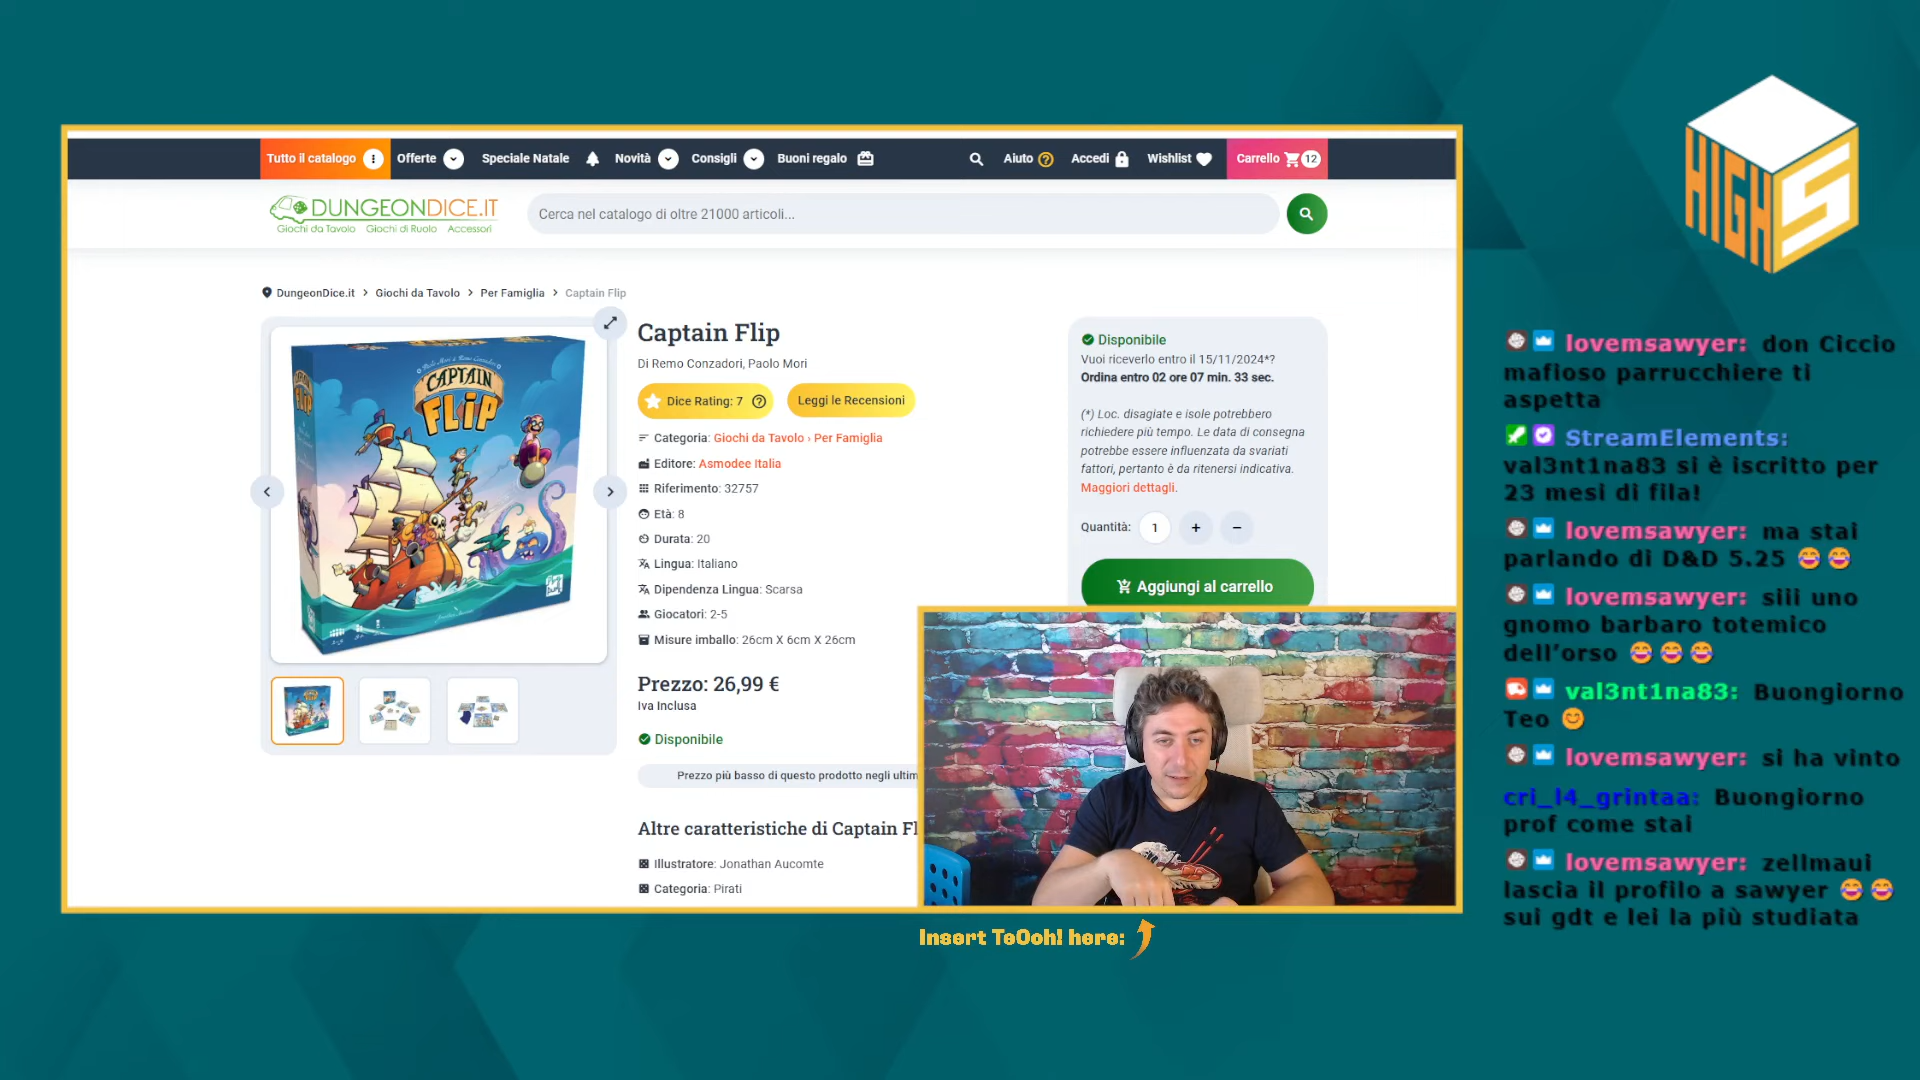 Tutto il catalogo
Offerte
Speciale Natale
Novità
Consigli
Buoni regalo
Aiuto
Accedi
Wishlist
Carrello
12
DUNGEONDICE.IT
Giochi da Tavolo Giochi di Ruolo Accessori
Cerca nel catalogo di oltre 21000 articoli...
DungeonDice.it > Giochi da Tavolo > Per Famiglia > Captain Flip
CAPTAIN
FLIP
Captain Flip
Di Remo Conzadori, Paolo Mori
Dice Rating: 7
Leggi le Recensioni
Categoria: Giochi da Tavolo › Per Famiglia
Editore: Asmodee Italia
Riferimento: 32757
Età: 8
Durata: 20
Lingua: Italiano
Dipendenza Lingua: Scarsa
Giocatori: 2-5
Misure imballo: 26cm X 6cm X 26cm
Prezzo: 26,99 €
Iva Inclusa
Disponibile
Prezzo più basso di questo prodotto negli ultim
Altre caratteristiche di Captain Fl
Illustratore: Jonathan Aucomte
Categoria: Pirati
Disponibile
Vuoi riceverlo entro il 15/11/2024*?
Ordina entro 02 ore 07 min. 33 sec.
(*) Loc. disagiate e isole potrebbero
richiedere più tempo. Le data di consegna
potrebbe essere influenzata da svariati
fattori, pertanto è da ritenersi indicativa.
Maggiori dettagli.
Quantità: 1 + −
Aggiungi al carrello
Insert TeOoh! here:
HIGH 5
lovemsawyer: don Ciccio
mafioso parrucchiere ti
aspetta
StreamElements:
val3nt1na83 si è iscritto per
23 mesi di fila!
lovemsawyer: ma stai
parlando di D&D 5.25 😂 😂
lovemsawyer: siii uno
gnomo barbaro totemico
dell’orso 😂 😂 😂
val3nt1na83: Buongiorno
Teo 😊
lovemsawyer: si ha vinto
cri_l4_grintaa: Buongiorno
prof come stai
lovemsawyer: zellmaui
lascia il profilo a sawyer 😂 😂
sui gdt e lei la più studiata